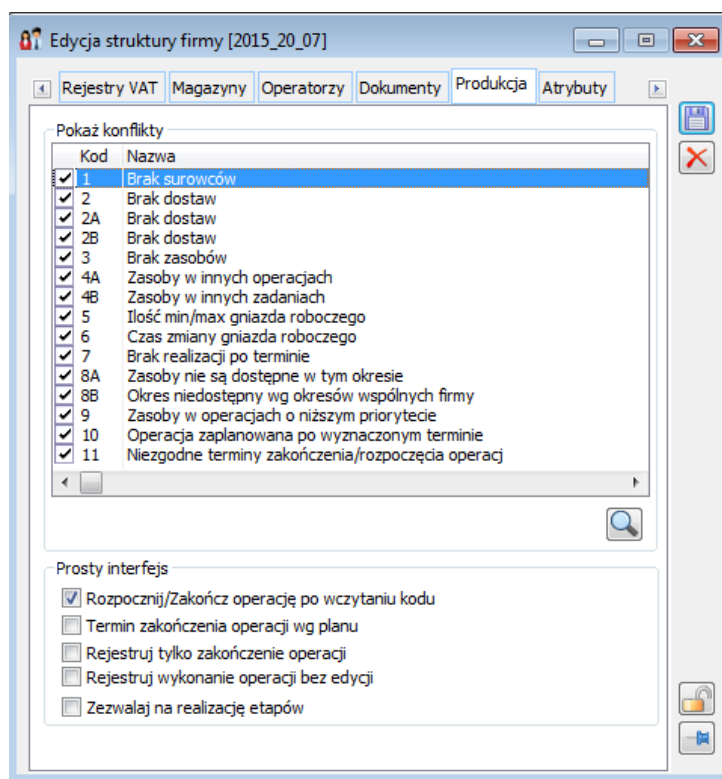 Edycja struktury firmy [2015_20_07]
Rejestry VAT Magazyny Operatorzy Dokumenty Produkcja Atrybuty
Pokaż konflikty
Kod Nazwa
1 Brak surowców
2 Brak dostaw
2A Brak dostaw
2B Brak dostaw
3 Brak zasobów
4A Zasoby w innych operacjach
4B Zasoby w innych zadaniach
5 Ilość min/max gniazda roboczego
6 Czas zmiany gniazda roboczego
7 Brak realizacji po terminie
8A Zasoby nie są dostępne w tym okresie
8B Okres niedostępny wg okresów wspólnych firmy
9 Zasoby w operacjach o niższym priorytecie
10 Operacja zaplanowana po wyznaczonym terminie
11 Niezgodne terminy zakończenia/rozpoczęcia operacj
Prosty interfejs
Rozpocznij/Zakończ operację po wczytaniu kodu
Termin zakończenia operacji wg planu
Rejestruj tylko zakończenie operacji
Rejestruj wykonanie operacji bez edycji
Zezwalaj na realizację etapów